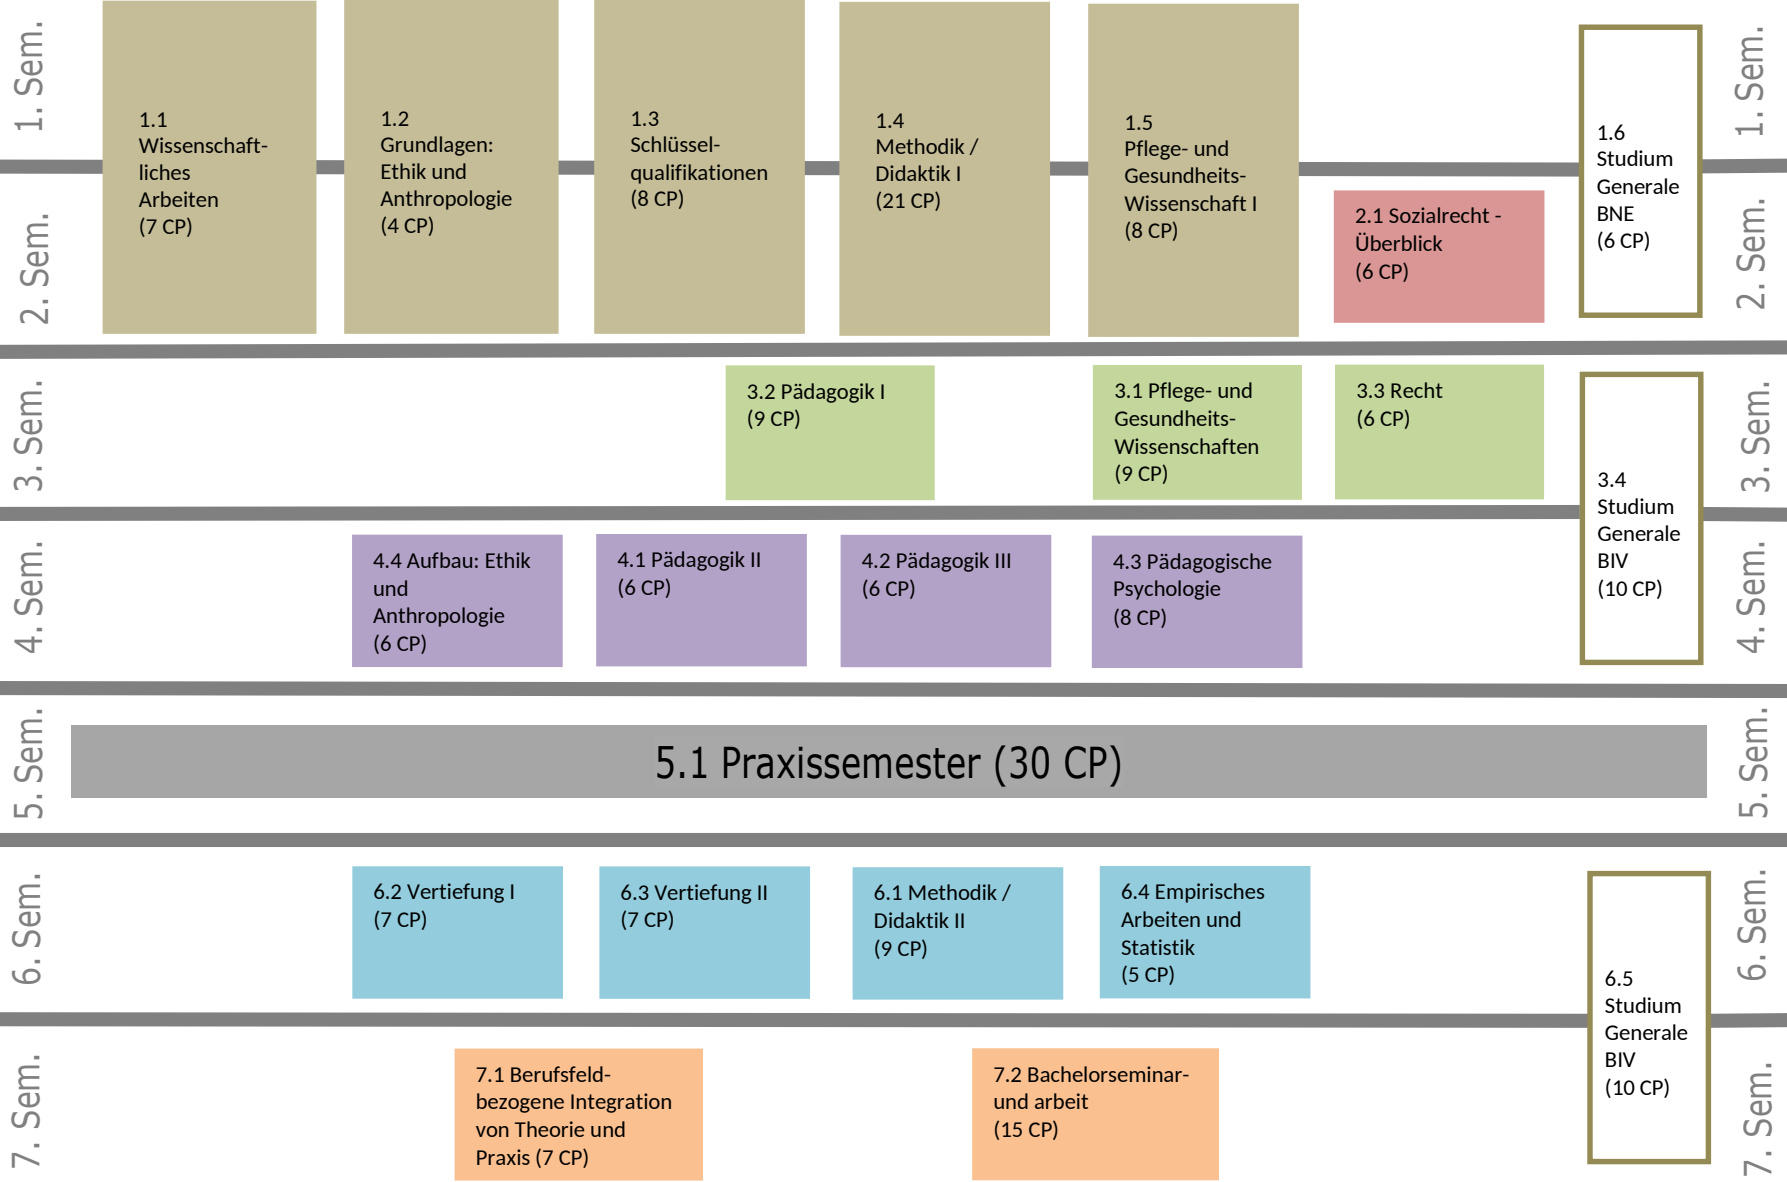 1. Sem.
1.1
Wissenschaft-
liches
Arbeiten
(7 CP)
1.2
Grundlagen:
Ethik und
Anthropologie
(4 CP)
1.3
Schlüssel-
qualifikationen
(8 CP)
1.4
Methodik /
Didaktik I
(21 CP)
1.5
Pflege- und
Gesundheits-
Wissenschaft I
(8 CP)
1.6
Studium
Generale
BNE
(6 CP)
1. Sem.
2. Sem.
2.1 Sozialrecht -
Überblick
(6 CP)
2. Sem.
3. Sem.
3.2 Pädagogik I
(9 CP)
3.1 Pflege- und
Gesundheits-
Wissenschaften
(9 CP)
3.3 Recht
(6 CP)
3.4
Studium
Generale
BIV
(10 CP)
3. Sem.
4. Sem.
4.4 Aufbau: Ethik
und
Anthropologie
(6 CP)
4.1 Pädagogik II
(6 CP)
4.2 Pädagogik III
(6 CP)
4.3 Pädagogische
Psychologie
(8 CP)
4. Sem.
5. Sem.
5.1 Praxissemester (30 CP)
5. Sem.
6. Sem.
6.2 Vertiefung I
(7 CP)
6.3 Vertiefung II
(7 CP)
6.1 Methodik /
Didaktik II
(9 CP)
6.4 Empirisches
Arbeiten und
Statistik
(5 CP)
6.5
Studium
Generale
BIV
(10 CP)
6. Sem.
7. Sem.
7.1 Berufsfeld-
bezogene Integration
von Theorie und
Praxis (7 CP)
7.2 Bachelorseminar-
und arbeit
(15 CP)
7. Sem.